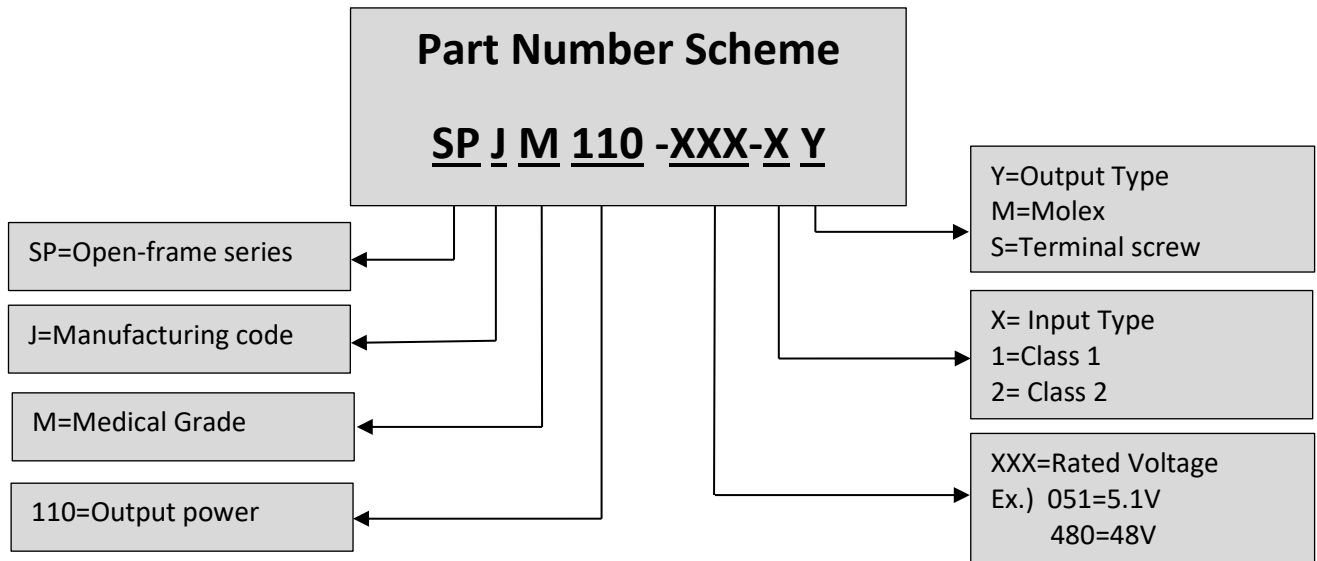 Part Number Scheme
SP J M 110 -XXX-X Y
SP=Open-frame series
J=Manufacturing code
M=Medical Grade
110=Output power
Y=Output Type
M=Molex
S=Terminal screw
X= Input Type
1=Class 1
2= Class 2
XXX=Rated Voltage
Ex.) 051=5.1V
480=48V